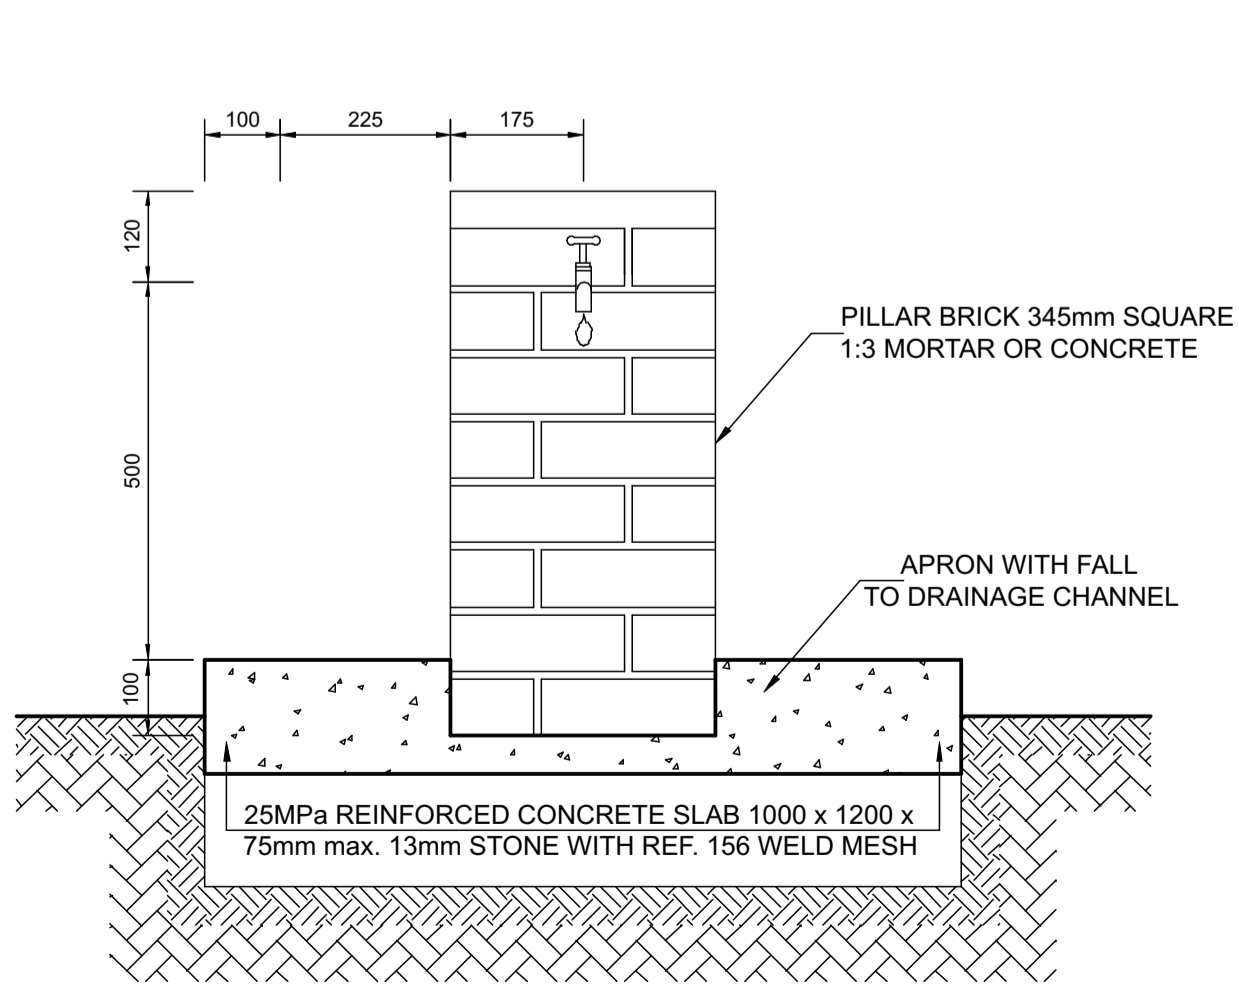 100
225
175
120
500
100
PILLAR BRICK 345mm SQUARE
1:3 MORTAR OR CONCRETE
APRON WITH FALL
TO DRAINAGE CHANNEL
25MPa REINFORCED CONCRETE SLAB 1000 x 1200 x
75mm max. 13mm STONE WITH REF. 156 WELD MESH